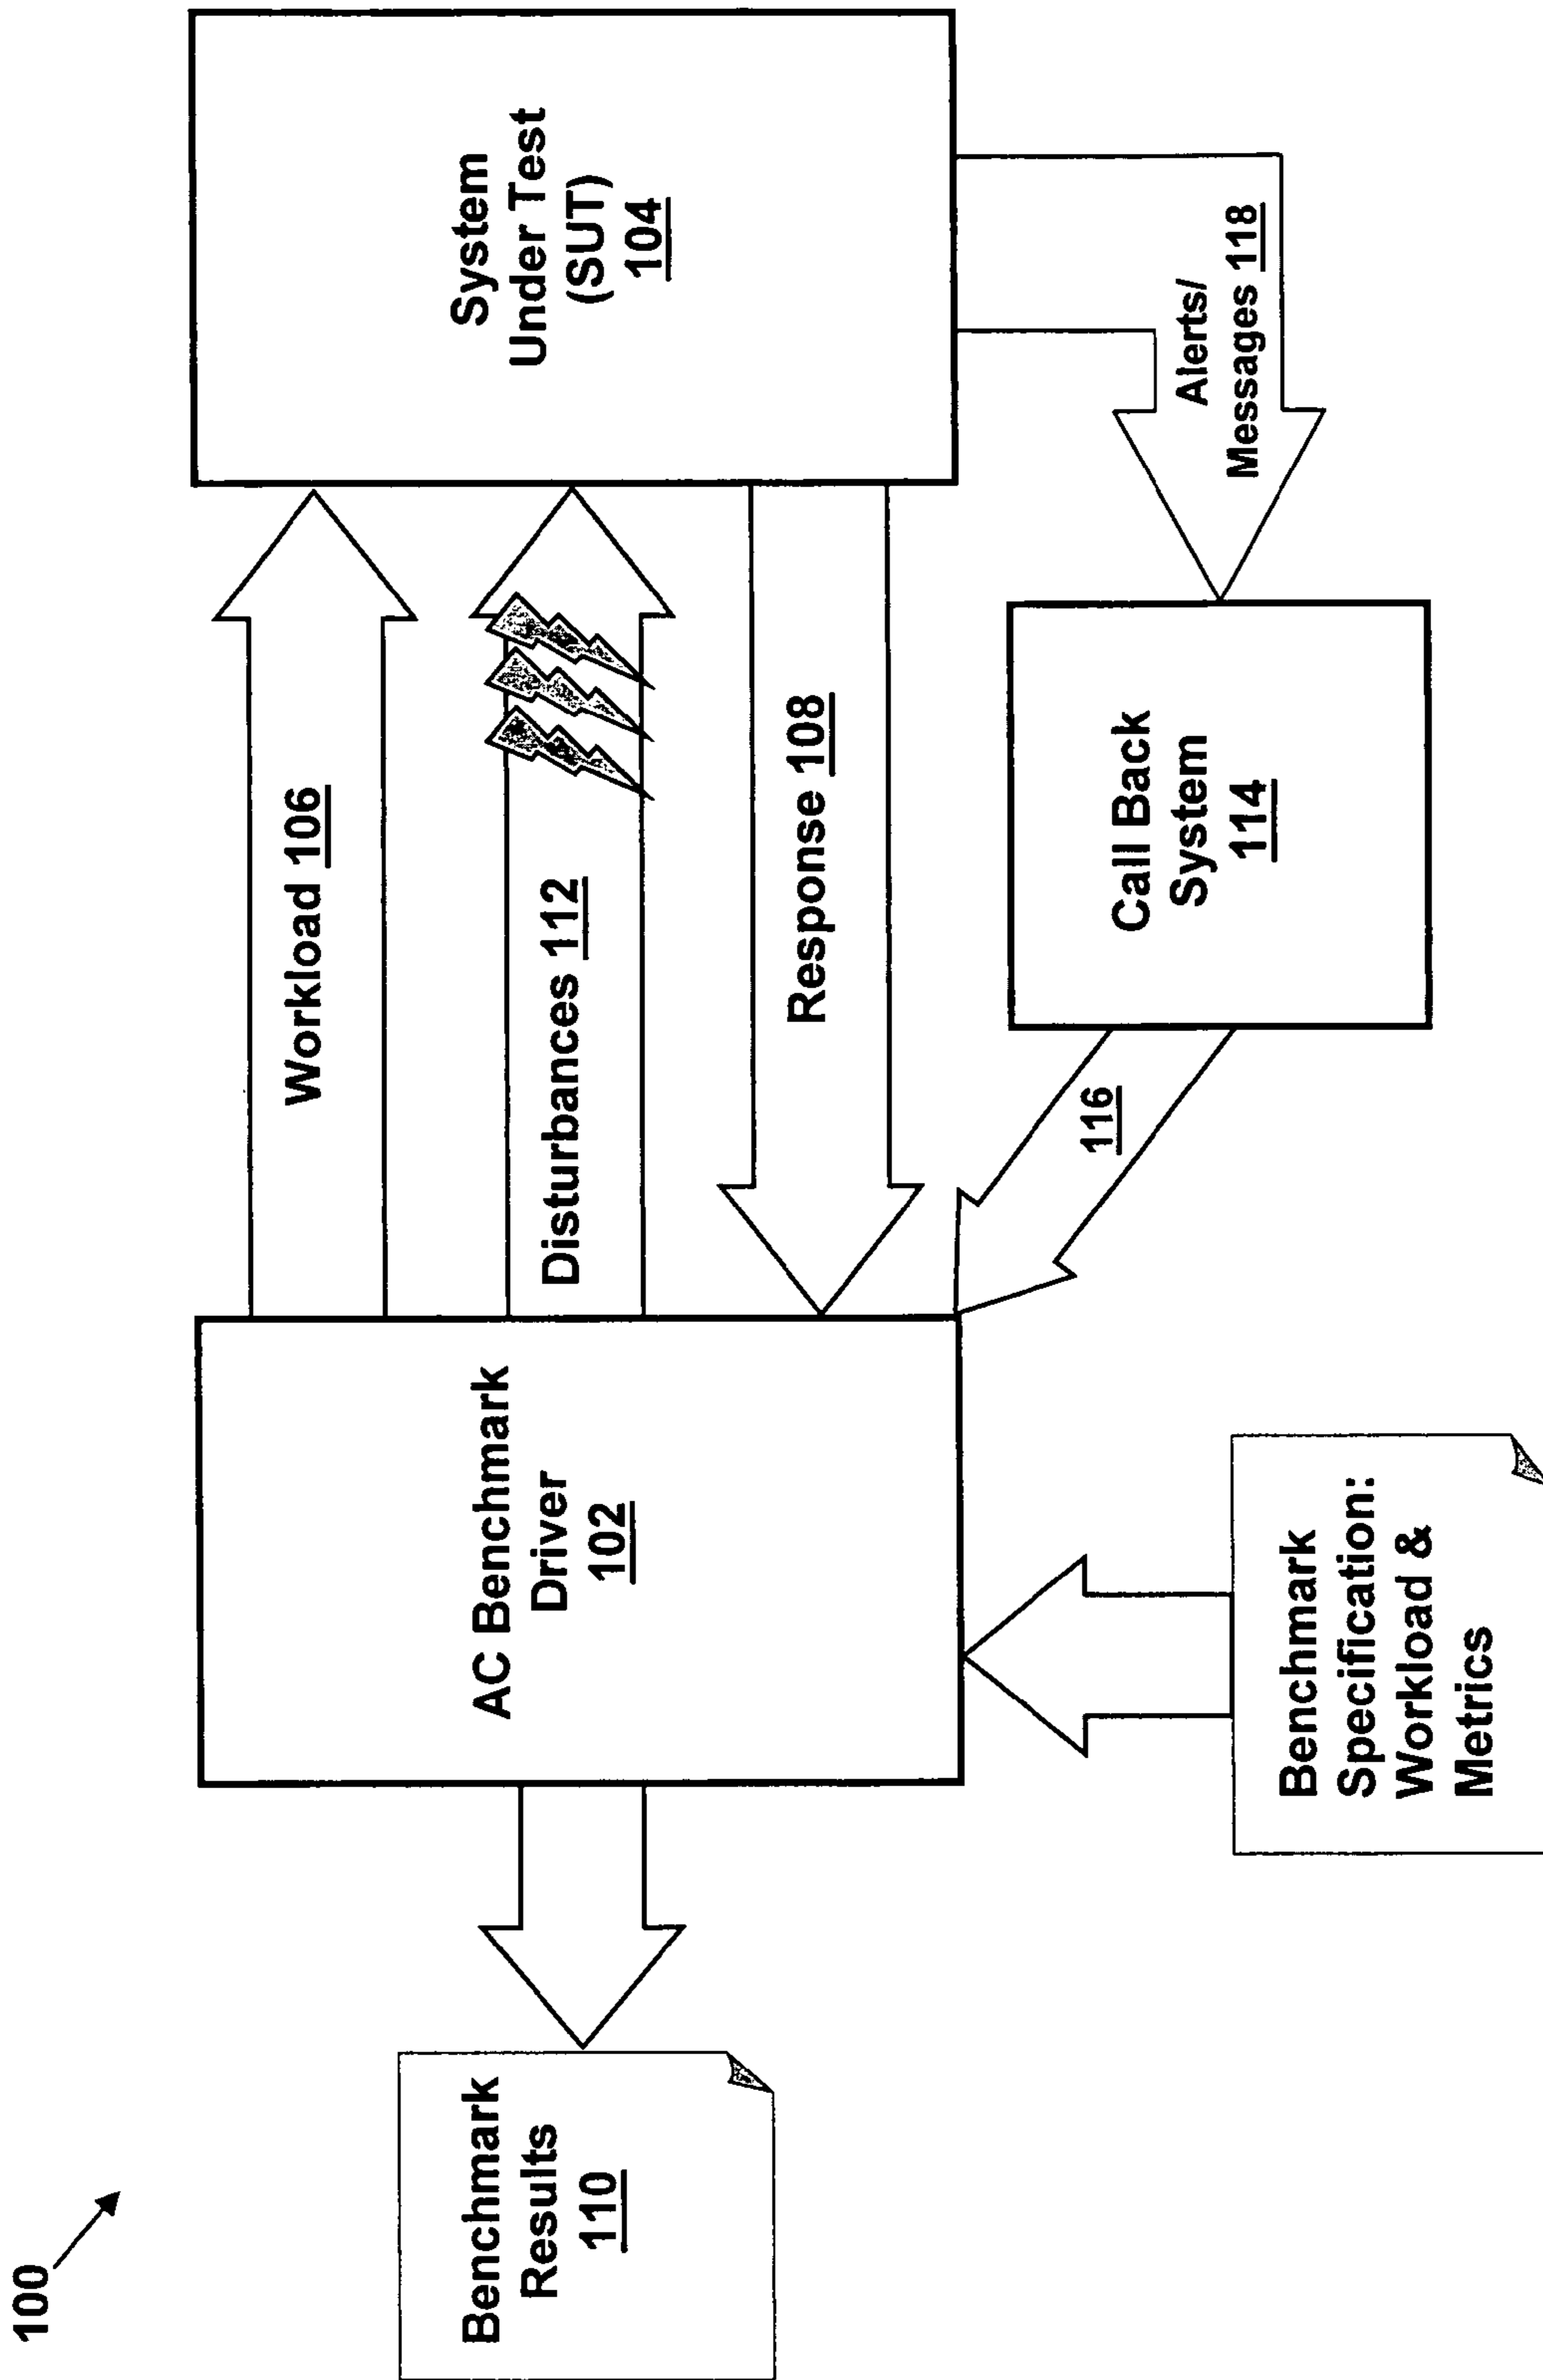 100
Benchmark
Results
110
AC Benchmark
Driver
102
Benchmark
Specification:
Workload &
Metrics
Workload 106
Disturbances 112
Response 108
116
Call Back
System
114
System
Under Test
(SUT)
104
Alerts/
Messages 118